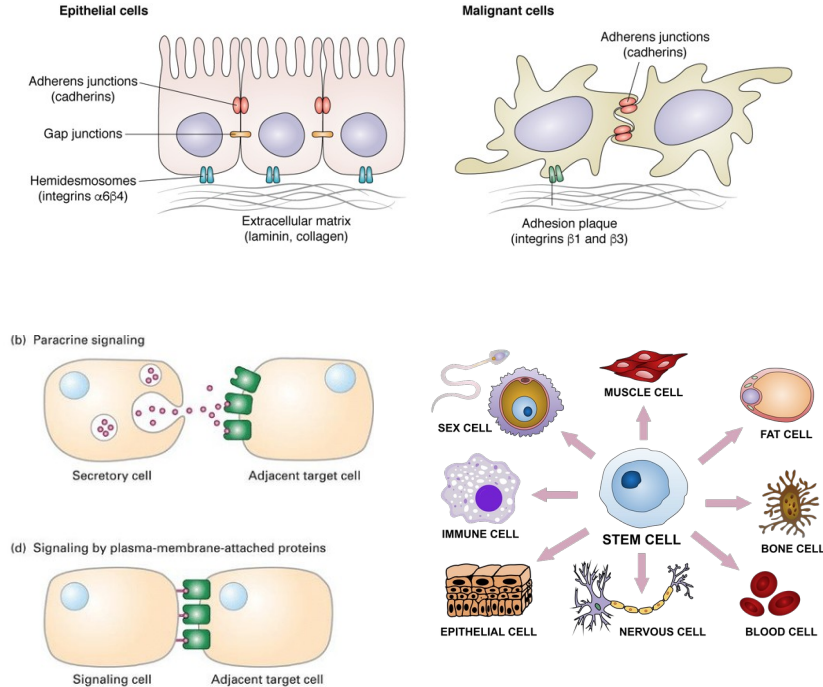 Epithelial cells
Adherens junctions
(cadherins)
Gap junctions
Hemidesmosomes
(integrins α6β4)
Extracellular matrix
(laminin, collagen)
Malignant cells
Adherens junctions
(cadherins)
Adhesion plaque
(integrins β1 and β3)
(b) Paracrine signaling
Secretory cell
Adjacent target cell
(d) Signaling by plasma-membrane-attached proteins
Signaling cell
Adjacent target cell
SEX CELL
MUSCLE CELL
FAT CELL
IMMUNE CELL
STEM CELL
BONE CELL
EPITHELIAL CELL
NERVOUS CELL
BLOOD CELL